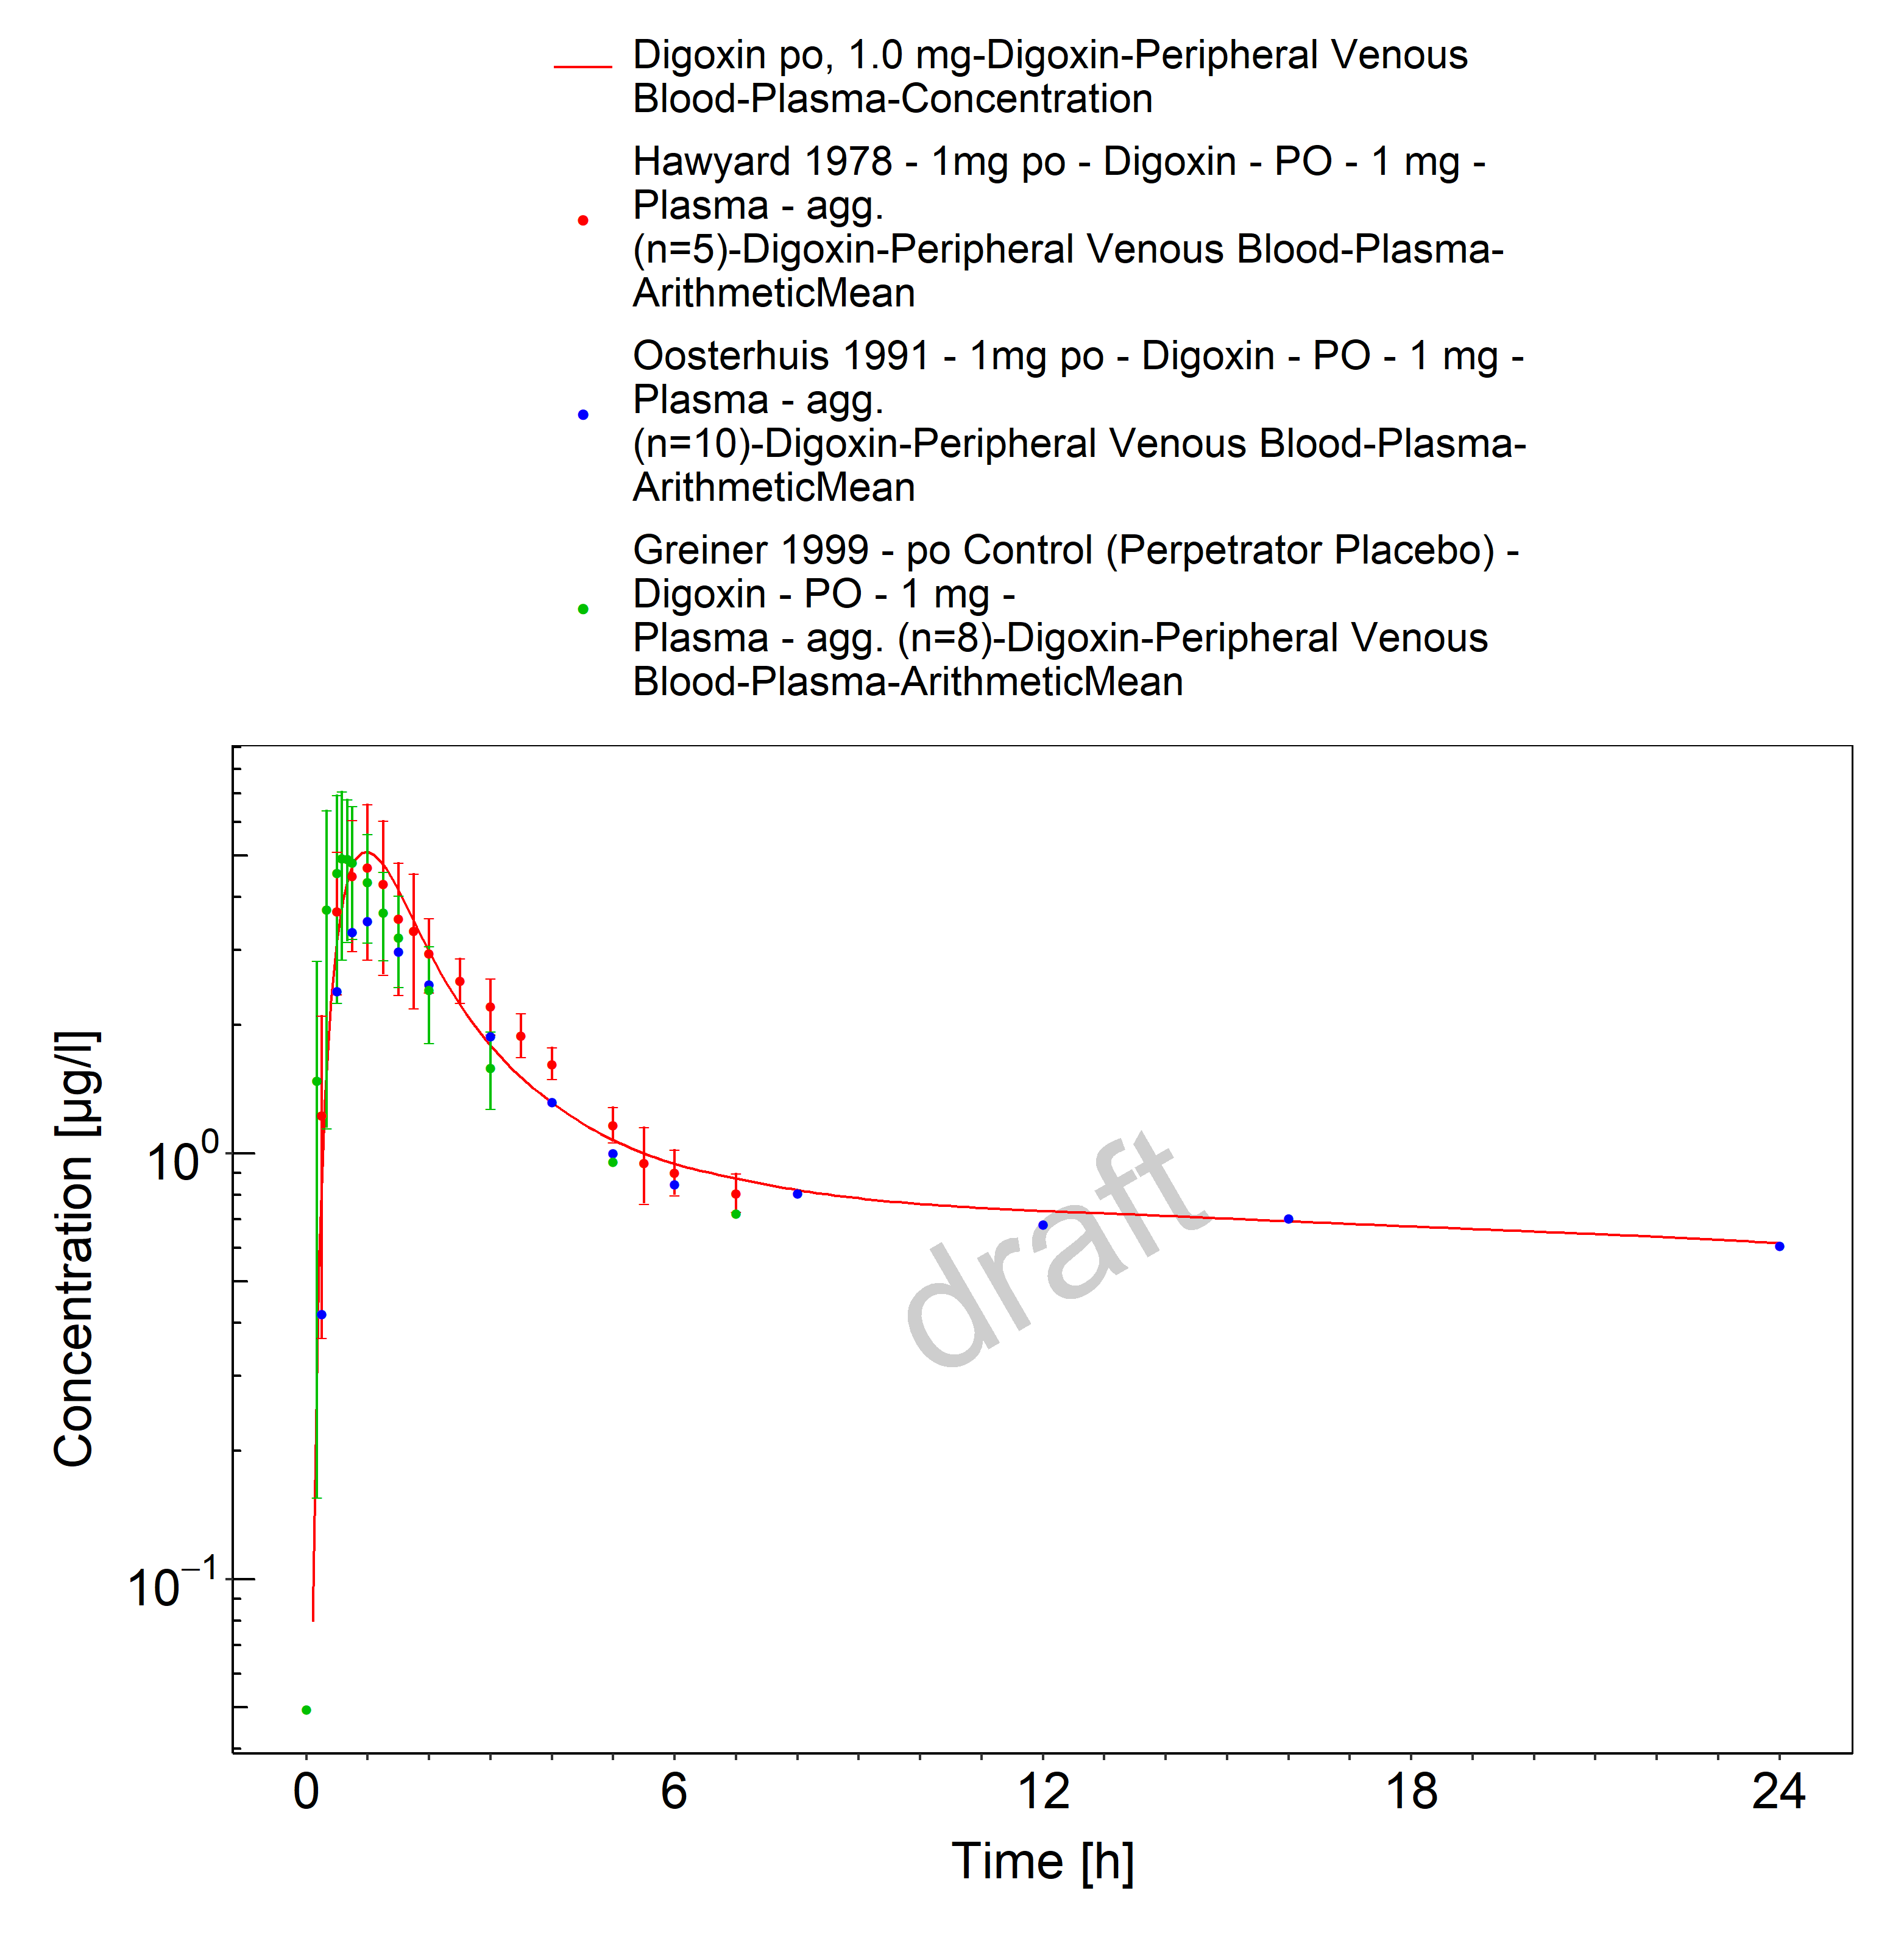 Digoxin po, 1.0 mg-Digoxin-Peripheral Venous
Blood-Plasma-Concentration
Hawyard 1978 - 1mg po - Digoxin - PO - 1 mg -
Plasma - agg.
(n=5)-Digoxin-Peripheral Venous Blood-Plasma-
ArithmeticMean
Oosterhuis 1991 - 1mg po - Digoxin - PO - 1 mg -
Plasma - agg.
(n=10)-Digoxin-Peripheral Venous Blood-Plasma-
ArithmeticMean
Greiner 1999 - po Control (Perpetrator Placebo) -
Digoxin - PO - 1 mg -
Plasma - agg. (n=8)-Digoxin-Peripheral Venous
Blood-Plasma-ArithmeticMean
Concentration [µg/l]
10⁰
10⁻¹
draft
0 6 12 18 24
Time [h]